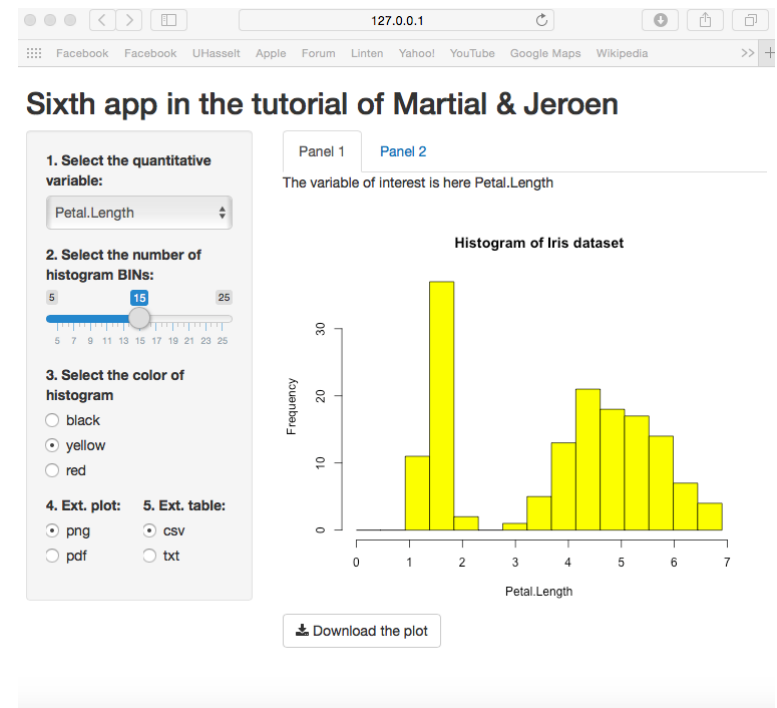 127.0.0.1
Facebook Facebook UHasselt Apple Forum Linten Yahoo! YouTube Google Maps Wikipedia >> +
Sixth app in the tutorial of Martial & Jeroen
1. Select the quantitative
variable:
Petal.Length
2. Select the number of
histogram BINs:
5 15 25
5 7 9 11 13 15 17 19 21 23 25
3. Select the color of
histogram
black
yellow
red
4. Ext. plot: 5. Ext. table:
png csv
pdf txt
Panel 1 Panel 2
The variable of interest is here Petal.Length
Histogram of Iris dataset
Frequency
30
20
10
0
0 1 2 3 4 5 6 7
Petal.Length
Download the plot